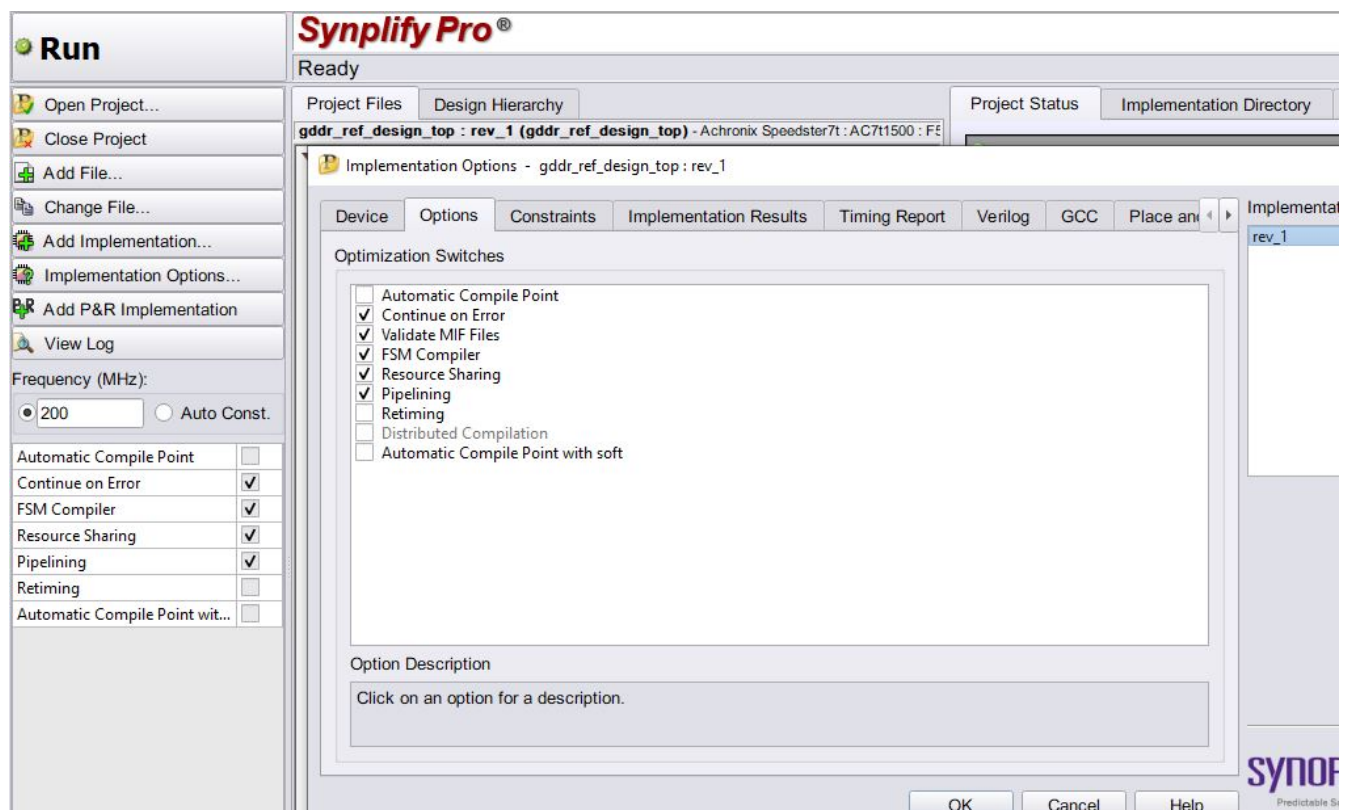 Run
Synplify Pro®
Ready
Open Project...
Close Project
Add File...
Change File...
Add Implementation...
Implementation Options...
Add P&R Implementation
View Log
Frequency (MHz):
200 Auto Const.
Automatic Compile Point
Continue on Error
FSM Compiler
Resource Sharing
Pipelining
Retiming
Automatic Compile Point wit...
Project Files Design Hierarchy Project Status Implementation Directory
gddr_ref_design_top : rev_1 (gddr_ref_design_top) - Achronix Speedster7t : AC7t1500 :
Implementation Options - gddr_ref_design_top : rev_1
Device Options Constraints Implementation Results Timing Report Verilog GCC Place
Optimization Switches
Automatic Compile Point
Continue on Error
Validate MIF Files
FSM Compiler
Resource Sharing
Pipelining
Retiming
Distributed Compilation
Automatic Compile Point with soft
Option Description
Click on an option for a description.
OK Cancel Help
rev_1
P&R